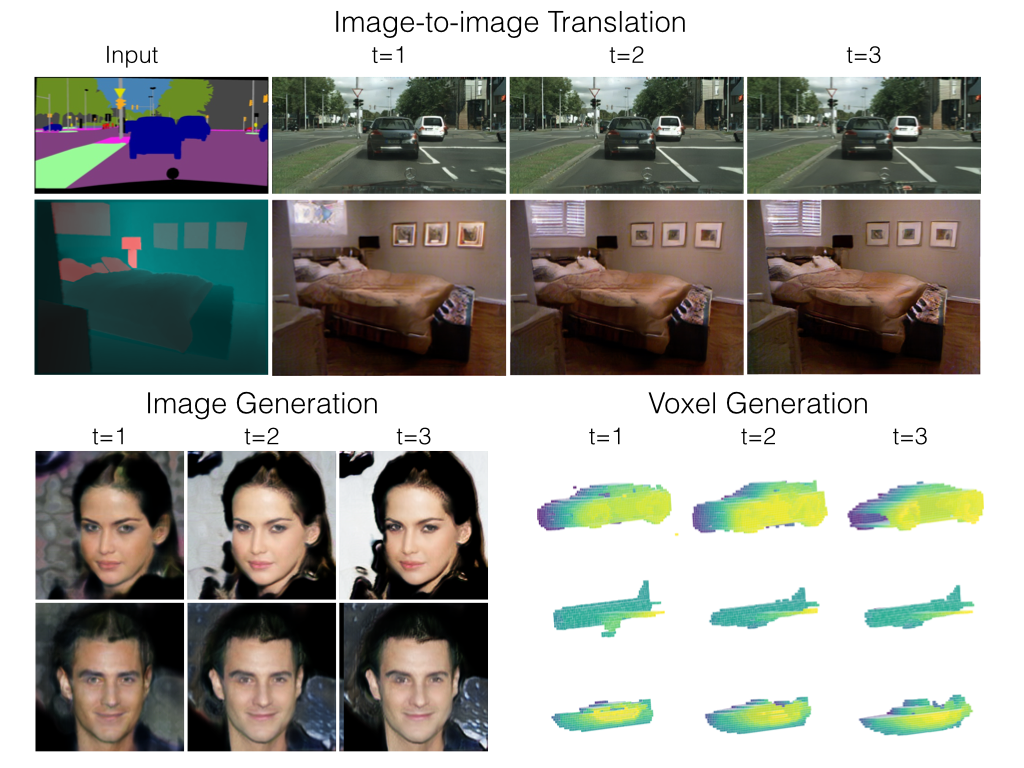 Image-to-image Translation
Input t=1 t=2 t=3
Image Generation Voxel Generation
t=1 t=2 t=3 t=1 t=2 t=3